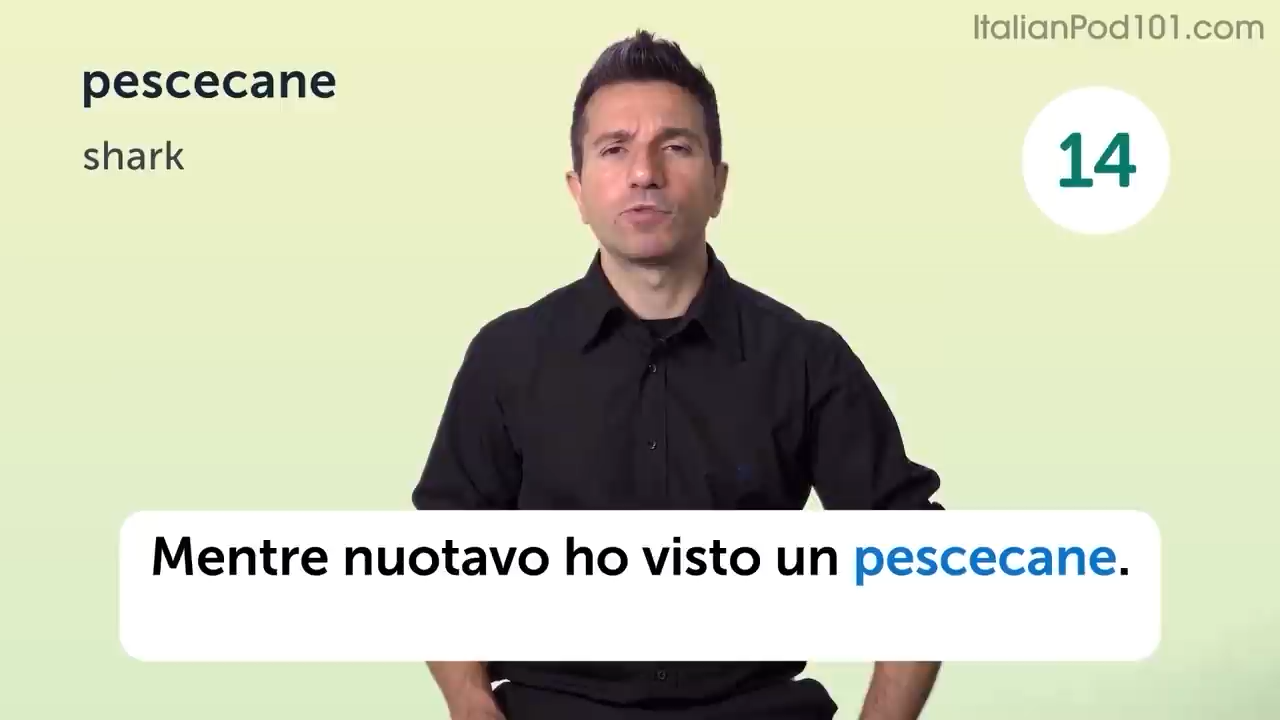 ItalianPod101.com
pescecane
shark
14
Mentre nuotavo ho visto un pescecane.